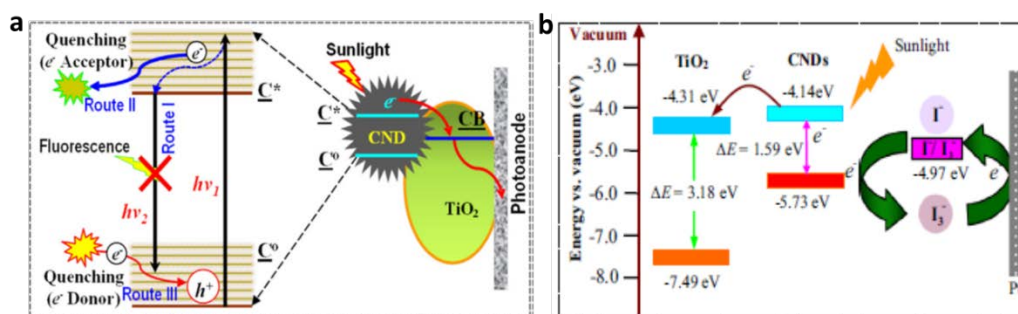 a
Quenching
(e⁻ Acceptor)
e⁻
C'*
Route II
Route I
Fluorescence
hν₁
hν₂
C⁰
Quenching
(e⁻ Donor)
e⁻
Route III
h⁺
Sunlight
e⁻
C*
CND
C⁰
CB
TiO₂
Photoanode
b
Vacuum
Energy vs. vacuum (eV)
-3.0
-4.0
-5.0
-6.0
-7.0
-8.0
TiO₂
-4.31 eV
ΔE = 3.18 eV
-7.49 eV
e⁻
CNDs
-4.14eV
ΔE = 1.59 eV
e⁻
-5.73 eV
Sunlight
I⁻
I⁻/ I₃⁻
-4.97 eV
e⁻
e
I₃⁻